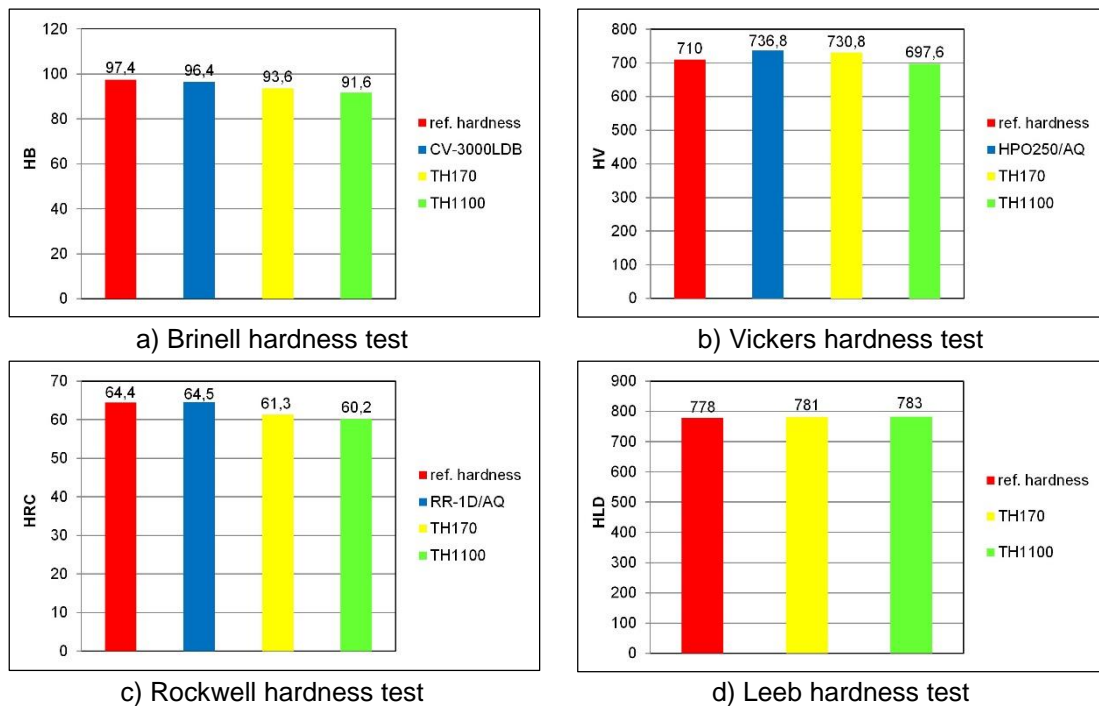 120
100
80
60
40
20
0
HB
97,4
96,4
93,6
91,6
ref. hardness
CV-3000LDB
TH170
TH1100
a) Brinell hardness test
800
700
600
500
400
300
200
100
0
HV
710
736,8
730,8
697,6
ref. hardness
HPO250/AQ
TH170
TH1100
b) Vickers hardness test
70
60
50
40
30
20
10
0
HRC
64,4
64,5
61,3
60,2
ref. hardness
RR-1D/AQ
TH170
TH1100
c) Rockwell hardness test
900
800
700
600
500
400
300
200
100
0
HLD
778
781
783
ref. hardness
TH170
TH1100
d) Leeb hardness test